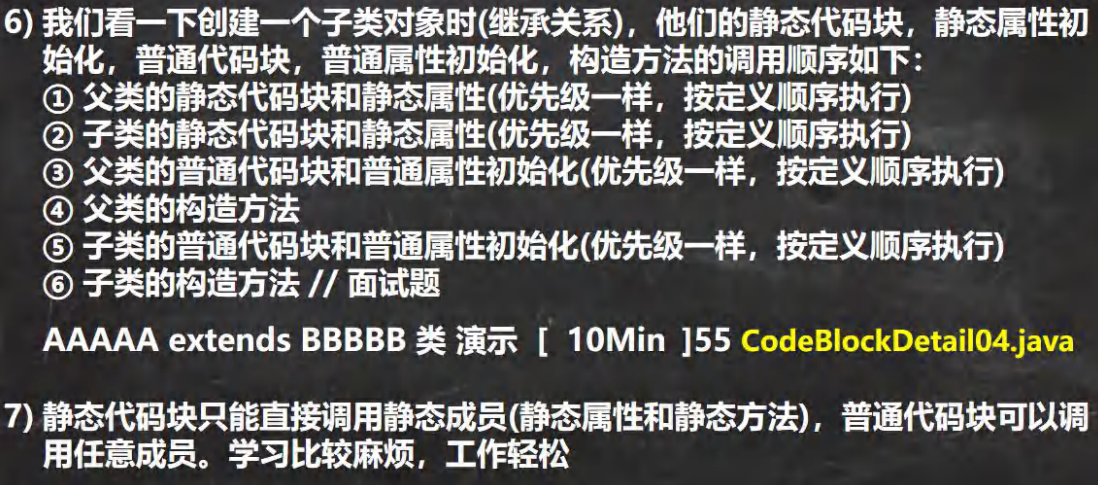 6) 我们看一下创建一个子类对象时(继承关系)，他们的静态代码块，静态属性初
始化，普通代码块，普通属性初始化，构造方法的调用顺序如下：
① 父类的静态代码块和静态属性(优先级一样，按定义顺序执行)
② 子类的静态代码块和静态属性(优先级一样，按定义顺序执行)
③ 父类的普通代码块和普通属性初始化(优先级一样，按定义顺序执行)
④ 父类的构造方法
⑤ 子类的普通代码块和普通属性初始化(优先级一样，按定义顺序执行)
⑥ 子类的构造方法 // 面试题
AAAAA extends BBBBB 类 演示 [ 10Min ]55 CodeBlockDetail04.java
7) 静态代码块只能直接调用静态成员(静态属性和静态方法)，普通代码块可以调
用任意成员。学习比较麻烦，工作轻松